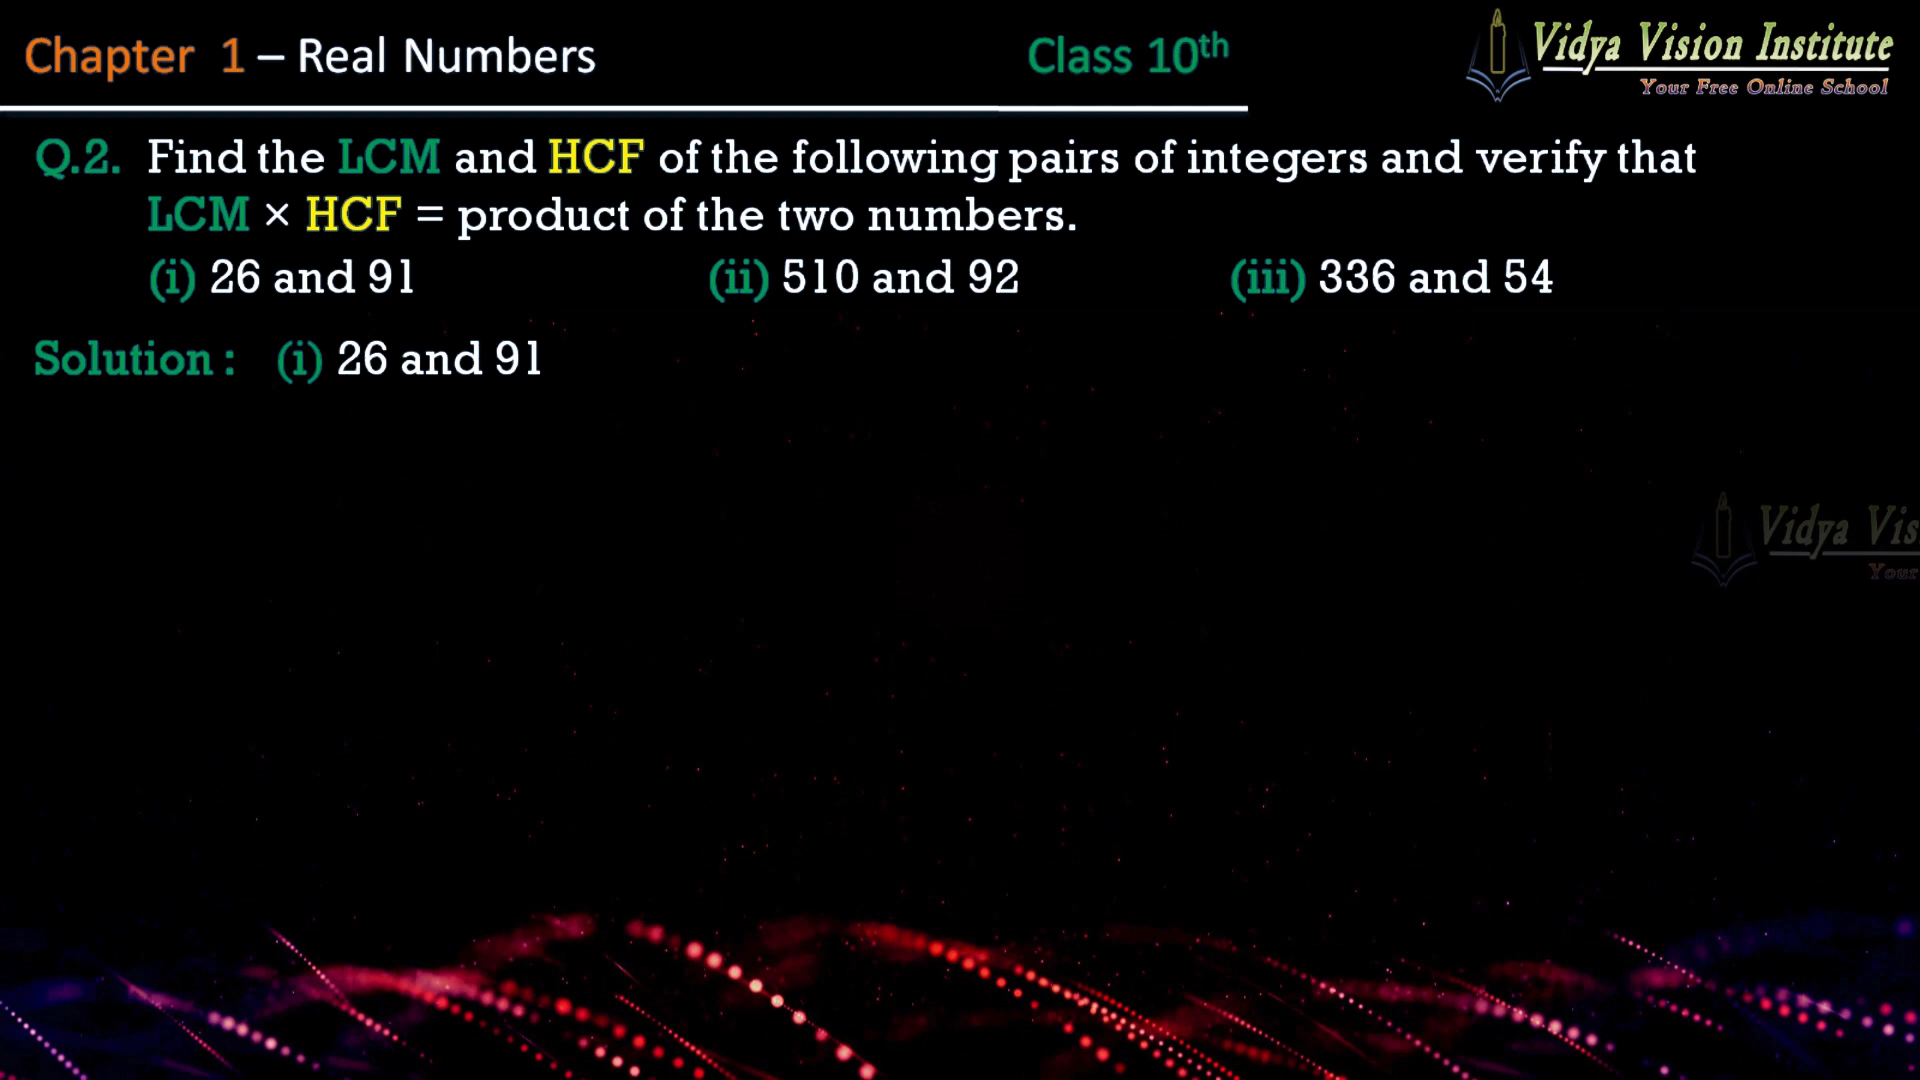 Chapter 1 – Real Numbers
Class 10th
Vidya Vision Institute
Your Free Online School
Q.2. Find the LCM and HCF of the following pairs of integers and verify that
LCM × HCF = product of the two numbers.
(i) 26 and 91 (ii) 510 and 92 (iii) 336 and 54
Solution : (i) 26 and 91
Vidya Vis
Your